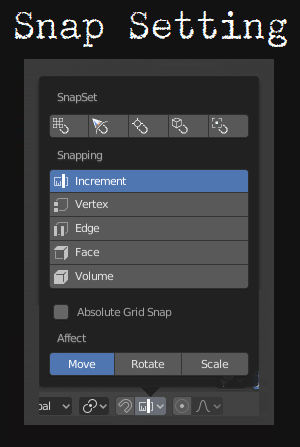 Snap Setting
SnapSet
Snapping
Increment
Vertex
Edge
Face
Volume
Absolute Grid Snap
Affect
Move Rotate Scale
bal